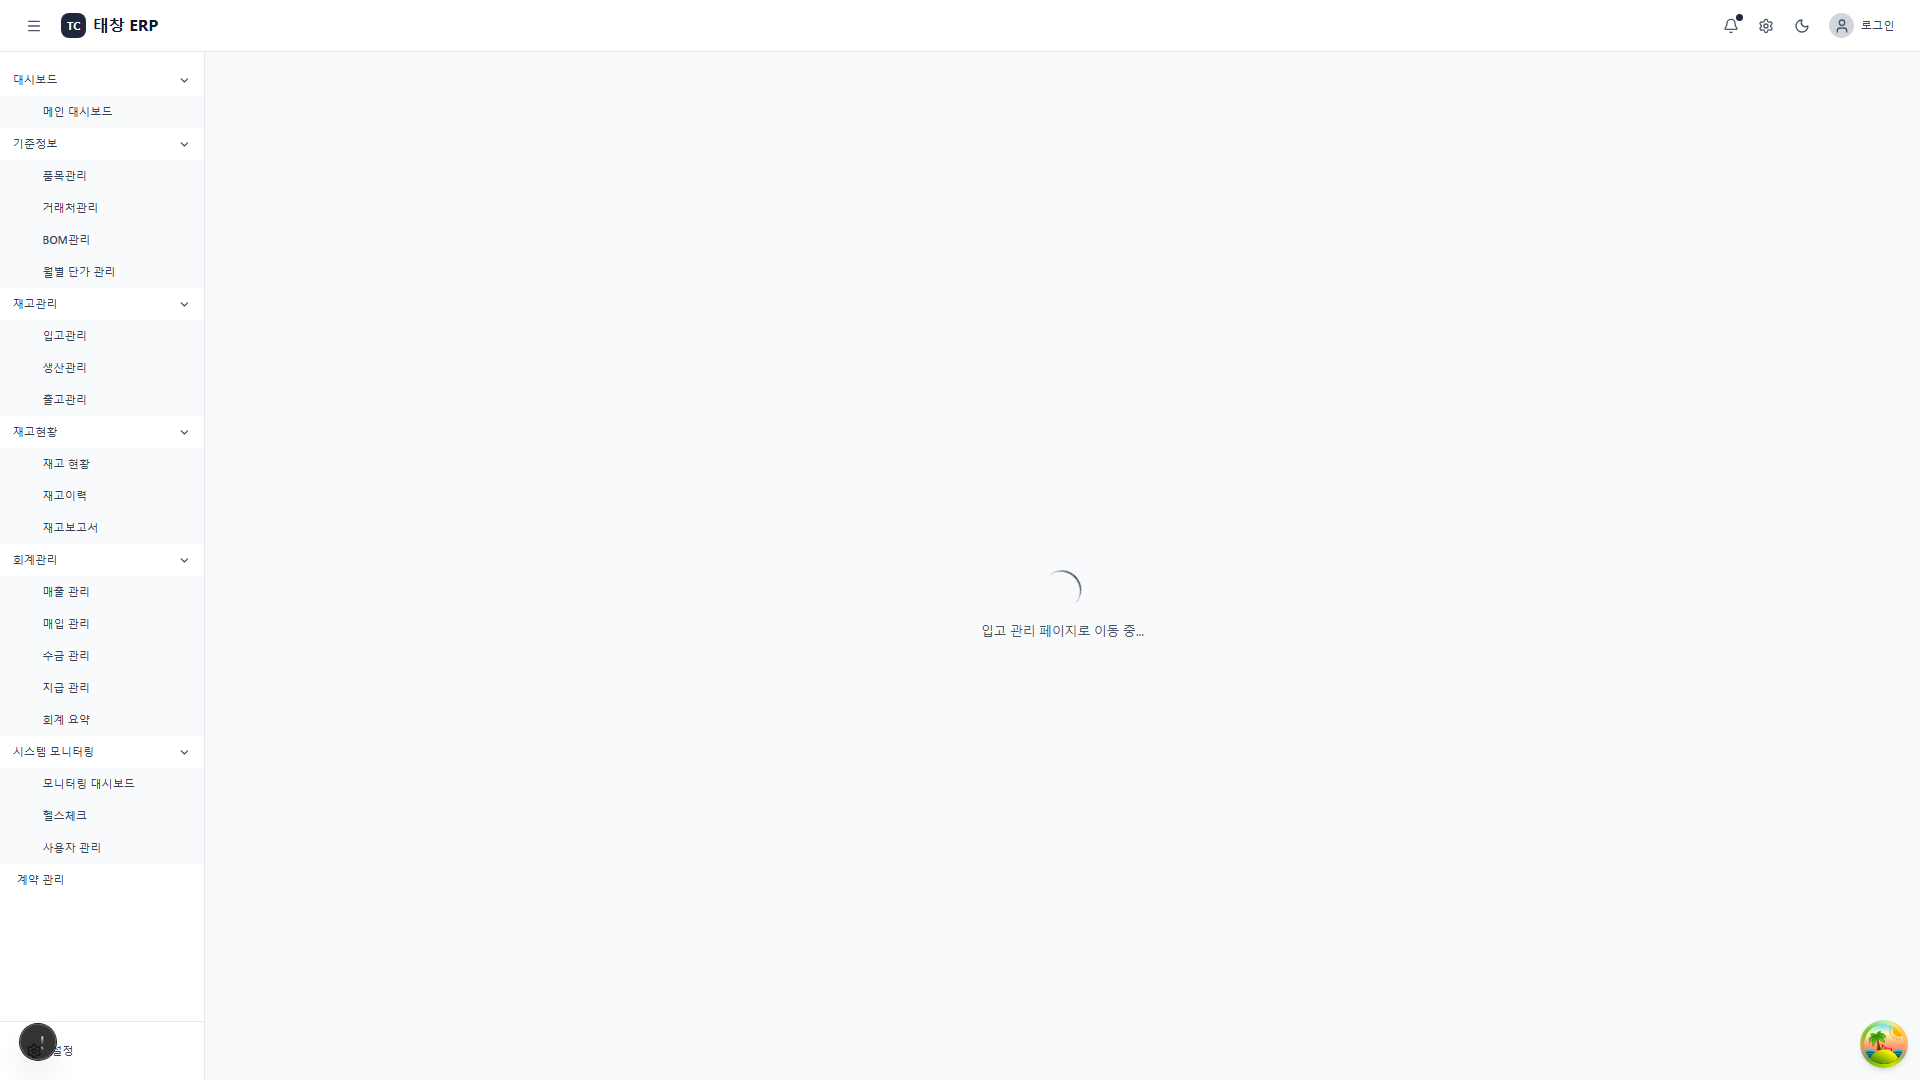 TC 태창 ERP
로그인
대시보드
메인 대시보드
기준정보
품목관리
거래처관리
BOM관리
월별 단가 관리
재고관리
입고관리
생산관리
출고관리
재고현황
재고 현황
재고이력
재고보고서
회계관리
매출 관리
매입 관리
수금 관리
지급 관리
회계 요약
시스템 모니터링
모니터링 대시보드
헬스체크
사용자 관리
계약 관리
설정
입고 관리 페이지로 이동 중...